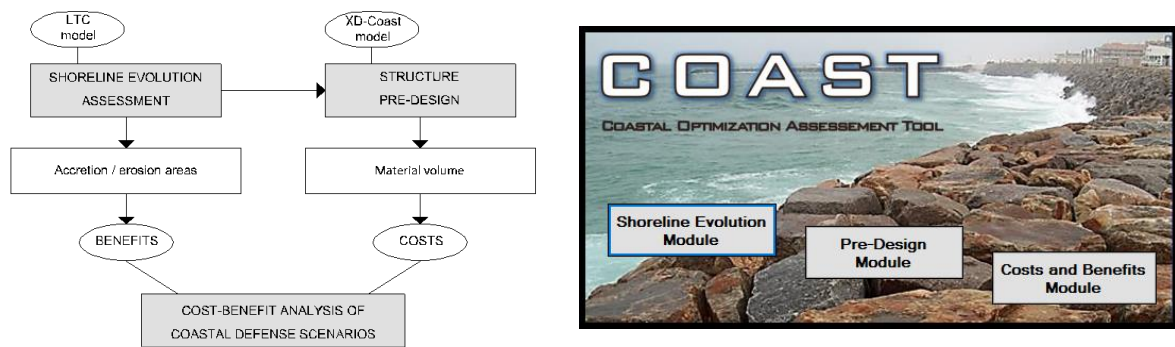 LTC
model
XD-Coast
model
SHORELINE EVOLUTION
ASSESSMENT
STRUCTURE
PRE-DESIGN
Accretion / erosion areas
Material volume
BENEFITS
COSTS
COST-BENEFIT ANALYSIS OF
COASTAL DEFENSE SCENARIOS
COAST
COASTAL OPTIMIZATION ASSESSEMENT TOOL
Shoreline Evolution
Module
Pre-Design
Module
Costs and Benefits
Module